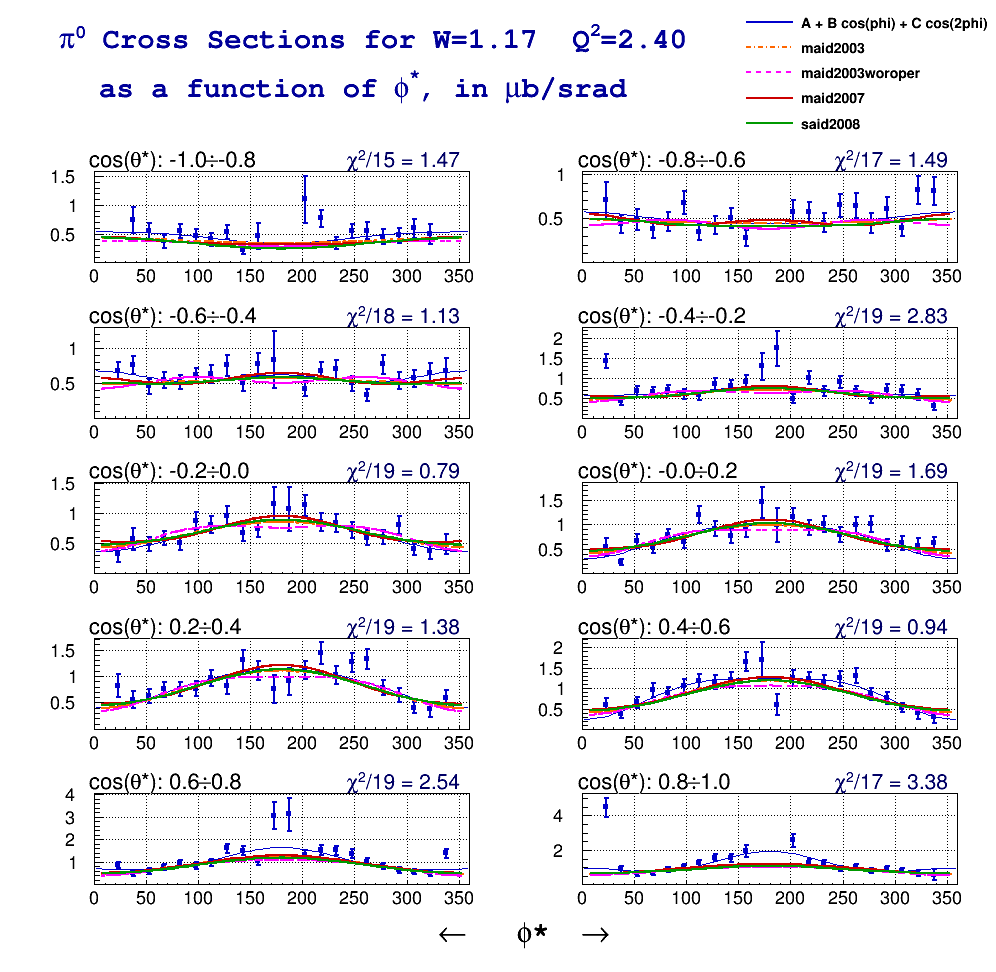 π⁰ Cross Sections for W=1.17 Q²=2.40
as a function of ϕ*, in μb/srad
A + B cos(phi) + C cos(2phi)
maid2003
maid2003woroper
maid2007
said2008
cos(θ*): -1.0÷-0.8 χ²/15 = 1.47
1.5
1
0.5
0 50 100 150 200 250 300 350
cos(θ*): -0.8÷-0.6 χ²/17 = 1.49
1
0.5
0 50 100 150 200 250 300 350
cos(θ*): -0.6÷-0.4 χ²/18 = 1.13
1
0.5
0 50 100 150 200 250 300 350
cos(θ*): -0.4÷-0.2 χ²/19 = 2.83
2
1.5
1
0.5
0 50 100 150 200 250 300 350
cos(θ*): -0.2÷0.0 χ²/19 = 0.79
1.5
1
0.5
0 50 100 150 200 250 300 350
cos(θ*): -0.0÷0.2 χ²/19 = 1.69
1.5
1
0.5
0 50 100 150 200 250 300 350
cos(θ*): 0.2÷0.4 χ²/19 = 1.38
1.5
1
0.5
0 50 100 150 200 250 300 350
cos(θ*): 0.4÷0.6 χ²/19 = 0.94
2
1.5
1
0.5
0 50 100 150 200 250 300 350
cos(θ*): 0.6÷0.8 χ²/19 = 2.54
4
3
2
1
0 50 100 150 200 250 300 350
cos(θ*): 0.8÷1.0 χ²/17 = 3.38
4
2
0 50 100 150 200 250 300 350
← ϕ* →